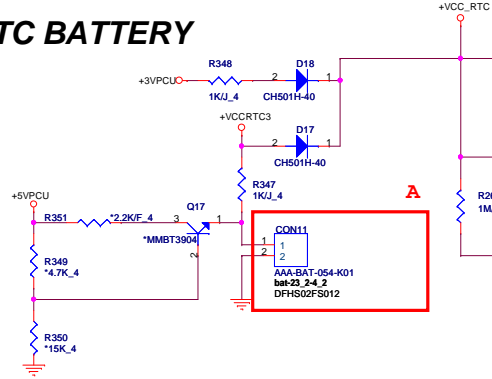 +VCC_RTC
TC BATTERY
R348
D18
+3VPCU
2
1
1K/J_4
CH501H-40
+VCCRTC3
D17
2
1
CH501H-40
R347
1K/J_4
A
+5VPCU
Q17
R351
*2.2K/F_4
3
1
*MMBT3904
2
CON11
1
1
2
2
R349
*4.7K_4
AAA-BAT-054-K01
bat-23_2-4_2
DFHS02FS012
R350
*15K_4